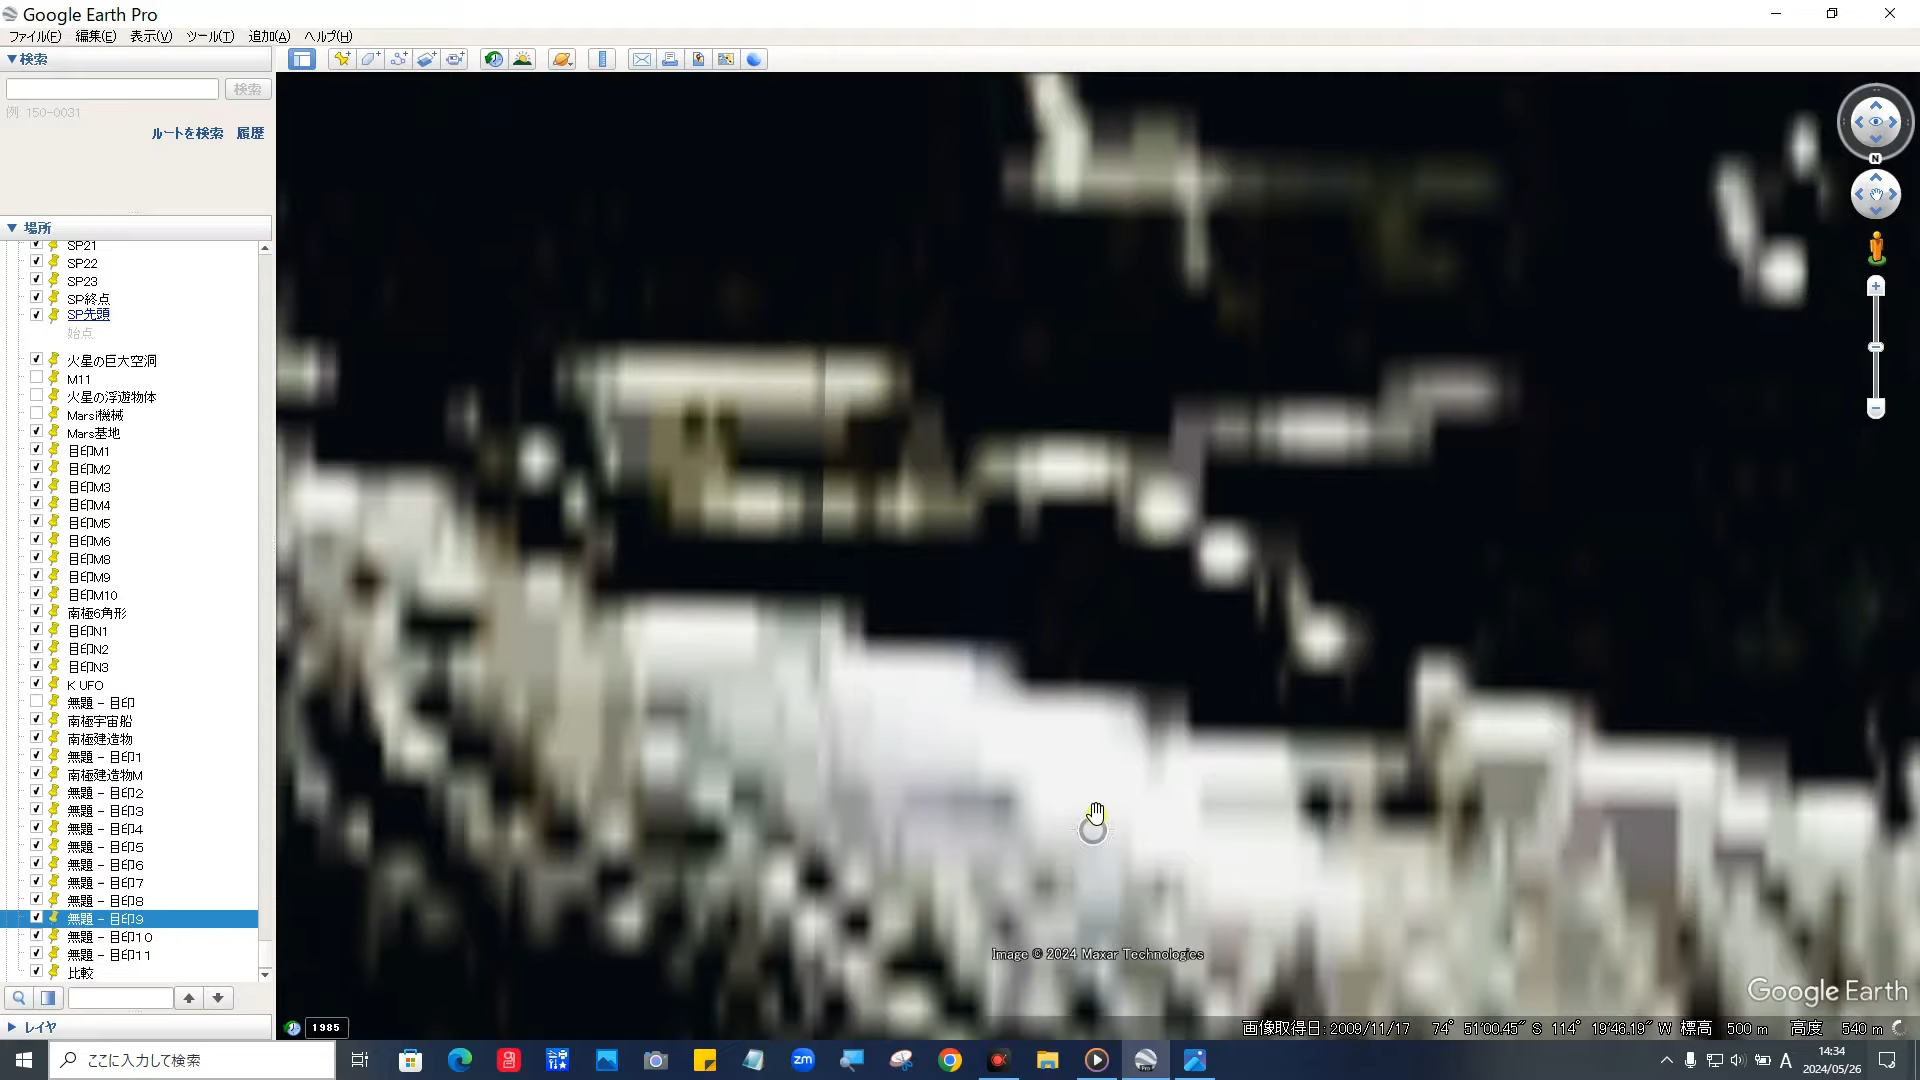 Google Earth Pro
ファイル(F) 編集(E) 表示(V) ツール(T) 追加(A) ヘルプ(H)
検索
検索
例: 150-0031
ルートを検索 履歴
場所
SP21
SP22
SP23
SP終点
SP先頭
始点
火星の巨大空洞
M11
火星の浮遊物体
Marsi機械
Mars基地
目印M1
目印M2
目印M3
目印M4
目印M5
目印M6
目印M8
目印M9
目印M10
南極6角形
目印N1
目印N2
目印N3
K UFO
無題 - 目印
南極宇宙船
南極建造物
無題 - 目印1
南極建造物M
無題 - 目印2
無題 - 目印3
無題 - 目印4
無題 - 目印5
無題 - 目印6
無題 - 目印7
無題 - 目印8
無題 - 目印9
無題 - 目印10
無題 - 目印11
比較
レイヤ
N
Image © 2024 Maxar Technologies
Google Earth
1985
画像取得日: 2009/11/17 74° 51'00.45" S 114° 19'46.19" W 標高 500 m 高度 540 m
ここに入力して検索
zm
Pro
A
14:34
2024/05/26